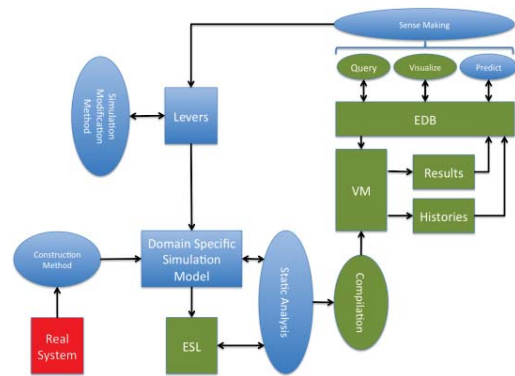 Sense Making
Query
Visualize
Predict
Simulation
Modification
Method
Levers
EDB
VM
Results
Histories
Construction
Method
Domain Specific
Simulation
Model
Static Analysis
Compilation
Real
System
ESL